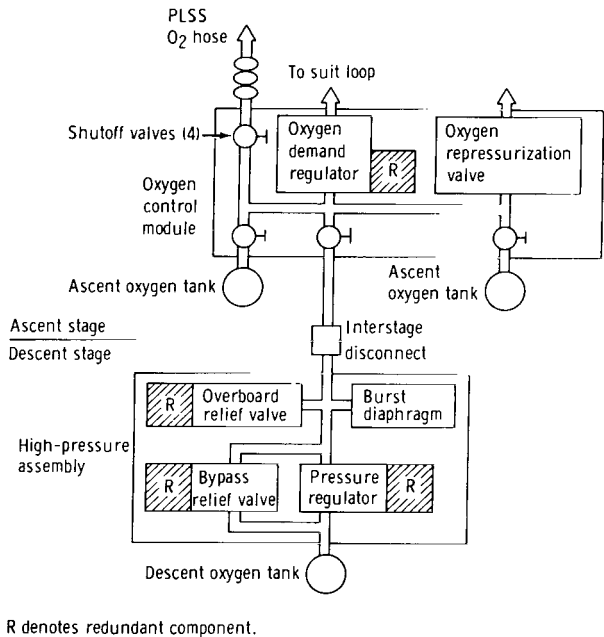 PLSS
O2 hose
To suit loop
Shutoff valves (4)
Oxygen
demand
regulator
R
Oxygen
repressurization
valve
Oxygen
control
module
Ascent oxygen tank
Ascent
oxygen tank
Ascent stage
Descent stage
Interstage
disconnect
R
Overboard
relief valve
Burst
diaphragm
High-pressure
assembly
R
Bypass
relief valve
Pressure
regulator
R
Descent oxygen tank
R denotes redundant component.